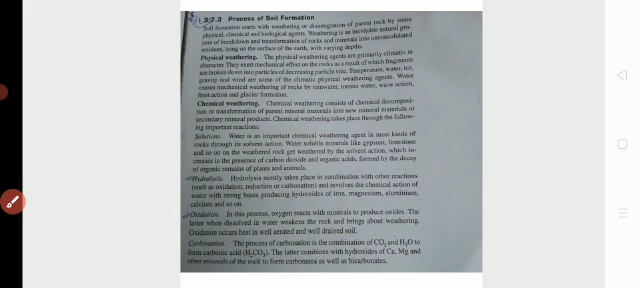 3.2.3 Process of Soil Formation
Soil formation starts with weathering or disintegration of parent rock by some
physical, chemical and biological agents. Weathering is an inevitable natural pro-
cess of breakdown and transformation of rocks and minerals into unconsolidated
residues, lying on the surface of the earth, with varying depths.
Physical weathering. The physical weathering agents are primarily climatic in
character. They exert mechanical effect on the rocks as a result of which fragments
are broken down into particles of decreasing particle size. Temperature, water, ice,
gravity and wind are some of the climatic physical weathering agents. Water
causes mechanical weathering of rocks by rainwater, torrent water, wave action,
frost action and glacier formation.
Chemical weathering. Chemical weathering consists of chemical decomposi-
tion or transformation of parent mineral materials into new mineral materials or
secondary mineral products. Chemical weathering takes place through the follow-
ing important reactions:
Solutions. Water is an important chemical weathering agent in most kinds of
rocks through its solvent action. Water soluble minerals like gypsum, limestone
and so on on the weathered rock get weathered by the solvent action, which in-
creases in the presence of carbon dioxide and organic acids, formed by the decay
of organic remains of plants and animals.
Hydrolysis. Hydrolysis mostly takes place in combination with other reactions
(such as oxidation, reduction or carbonation) and involves the chemical action of
water with strong bases producing hydroxides of iron, magnesium, aluminium,
calcium and so on.
Oxidation. In this process, oxygen reacts with minerals to produce oxides. The
latter when dissolved in water weakens the rock and brings about weathering.
Oxidation occurs best in well aerated and well drained soil.
Carbonation. The process of carbonation is the combination of CO₂ and H₂O to
form carbonic acid (H₂CO₃). The latter combines with hydroxides of Ca, Mg and
other minerals of the rock to form carbonates as well as bicarbonates.